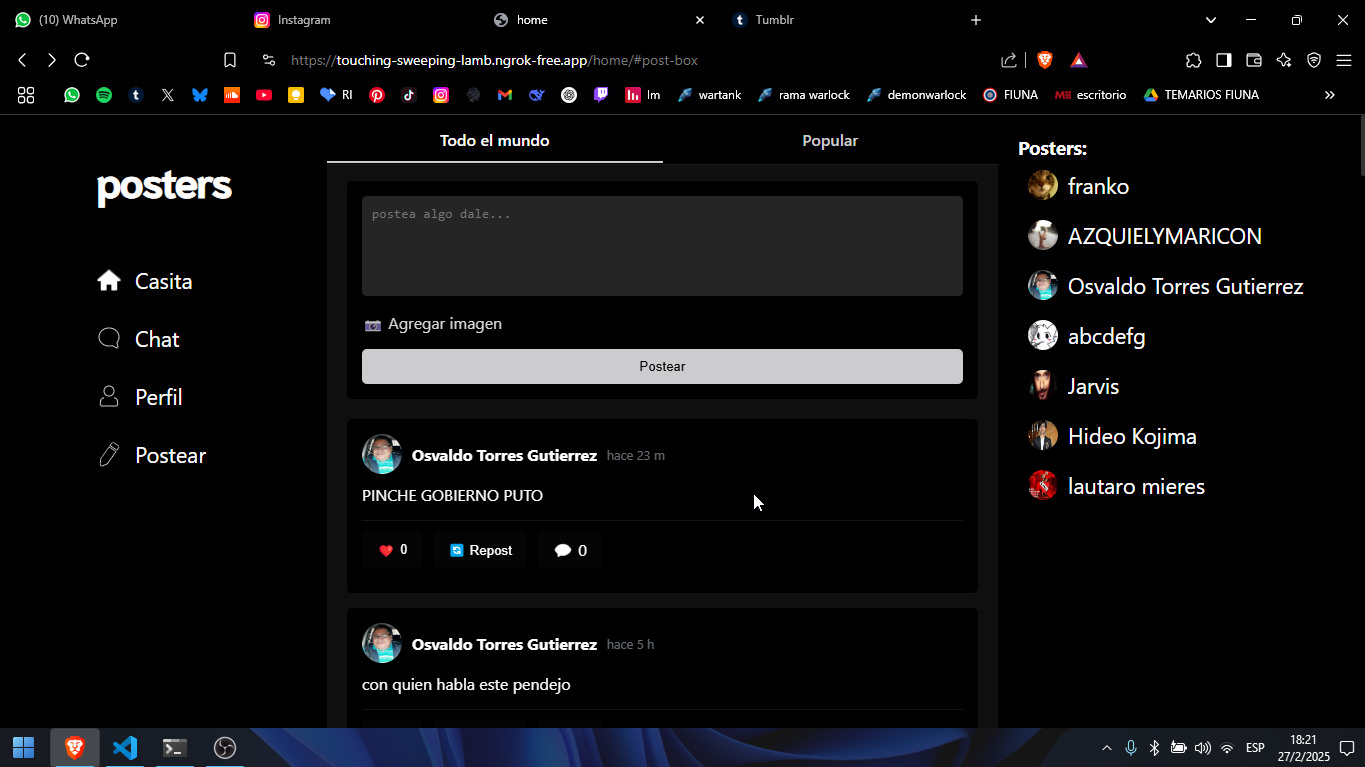 (10) WhatsApp
Instagram
home
Tumblr
https://touching-sweeping-lamb.ngrok-free.app/home/#post-box
RI
Im
wartank
rama warlock
demonwarlock
FIUNA
escritorio
TEMARIOS FIUNA
posters
Casita
Chat
Perfil
Postear
Todo el mundo
Popular
postea algo dale...
Agregar imagen
Postear
Osvaldo Torres Gutierrez hace 23 m
PINCHE GOBIERNO PUTO
0
Repost
0
Osvaldo Torres Gutierrez hace 5 h
con quien habla este pendejo
Posters:
franko
AZQUIELYMARICON
Osvaldo Torres Gutierrez
abcdefg
Jarvis
Hideo Kojima
lautaro mieres
ESP
18:21
27/2/2025